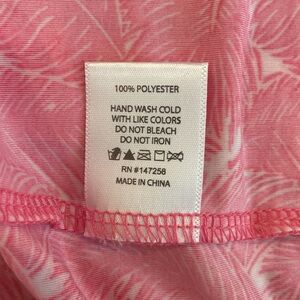 100% POLYESTER
HAND WASH COLD
WITH LIKE COLORS
DO NOT BLEACH
DO NOT IRON
RN #147258
MADE IN CHINA